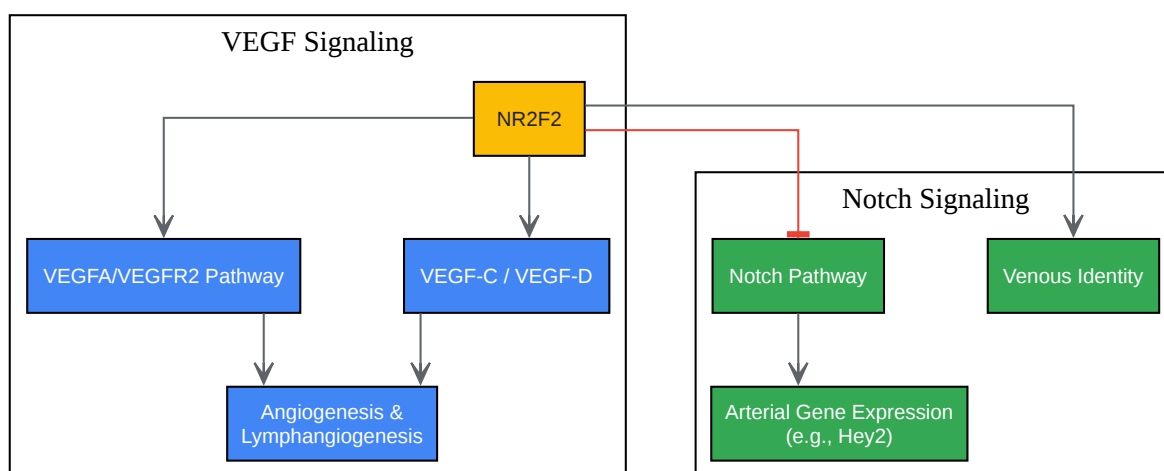 VEGF Signaling
NR2F2
Notch Signaling
VEGFA/VEGFR2 Pathway
VEGF-C / VEGF-D
Notch Pathway
Venous Identity
Angiogenesis &
Lymphangiogenesis
Arterial Gene Expression
(e.g., Hey2)